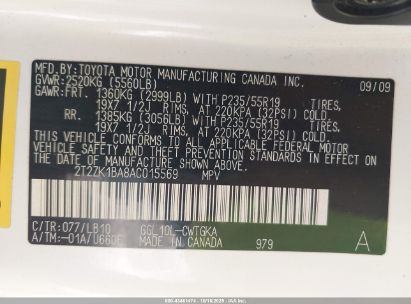 MFD.BY:TOYOTA MOTOR MANUFACTURING CANADA INC. 09/09
GVWR:2520KG (5560LB)
GAWR:FRT. 1360KG (2999LB) WITH P235/55R19 TIRES,
19X7 1/2J RIMS, AT 220KPA (32PSI) COLD
RR. 1385KG (3056LB) WITH P235/55R19 TIRES,
19X7 1/2J RIMS, AT 220KPA (32PSI) COLD
THIS VEHICLE CONFORMS TO ALL APPLICABLE FEDERAL MOTOR
VEHICLE SAFETY, BUMPER, AND THEFT PREVENTION STANDARDS IN
EFFECT ON THE DATE OF MANUFACTURE SHOWN ABOVE.
2T2ZK1BA8AC015569 MPV
C/TR:077/LB10 GGL10L-CWTGKA
A/TM:-01A/U660E MADE IN CANADA 979 A